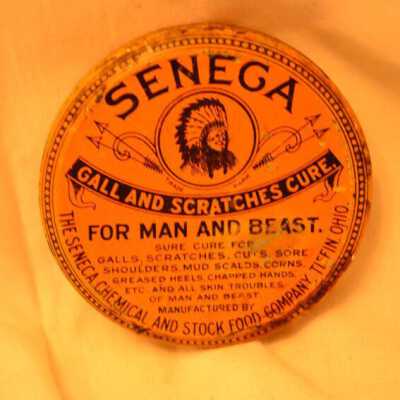 SENEGA
TRADE MARK
GALL AND SCRATCHES CURE.
FOR MAN AND BEAST.
SURE CURE FOR
GALLS, SCRATCHES, CUTS, SORE
SHOULDERS, MUD SCALDS, CORNS,
GREASED HEELS, CHAPPED HANDS,
ETC. AND ALL SKIN TROUBLES
OF MAN AND BEAST.
MANUFACTURED BY
THE SENECA CHEMICAL AND STOCK FOOD COMPANY, TIFFIN, OHIO.